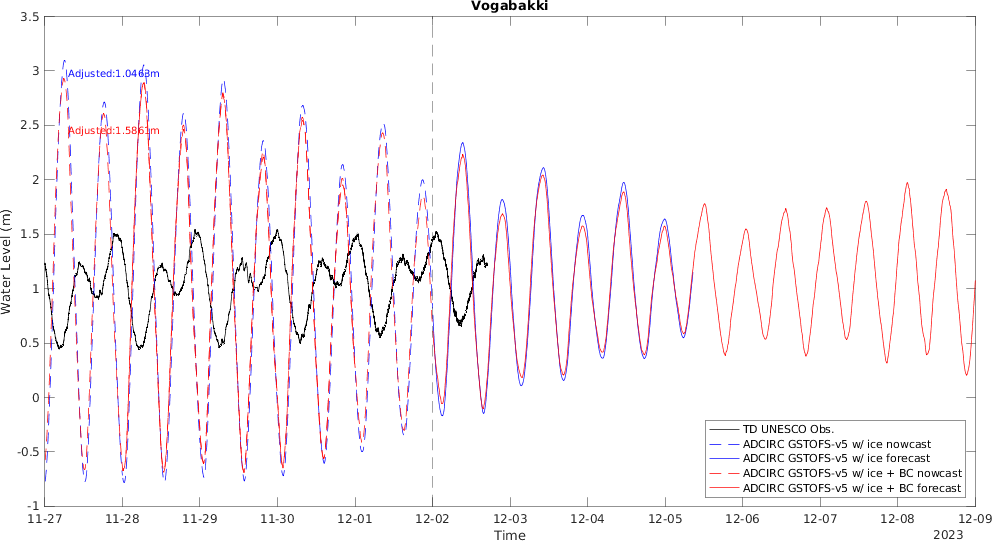 Vogabakki
3.5
3
2.5
2
1.5
1
0.5
0
-0.5
-1
Water Level (m)
Adjusted:1.0463m
Adjusted:1.5861m
TD UNESCO Obs.
ADCIRC GSTOFS-v5 w/ ice nowcast
ADCIRC GSTOFS-v5 w/ ice forecast
ADCIRC GSTOFS-v5 w/ ice + BC nowcast
ADCIRC GSTOFS-v5 w/ ice + BC forecast
11-27 11-28 11-29 11-30 12-01 12-02 12-03 12-04 12-05 12-06 12-07 12-08 12-09
Time
2023